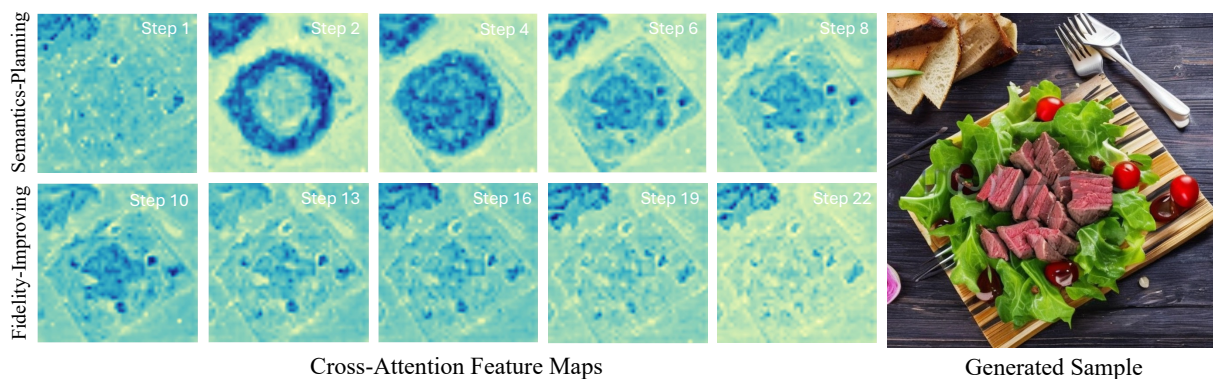 Semantics-Planning
Step 1
Step 2
Step 4
Step 6
Step 8
Fidelity-Improving
Step 10
Step 13
Step 16
Step 19
Step 22
Cross-Attention Feature Maps
Generated Sample